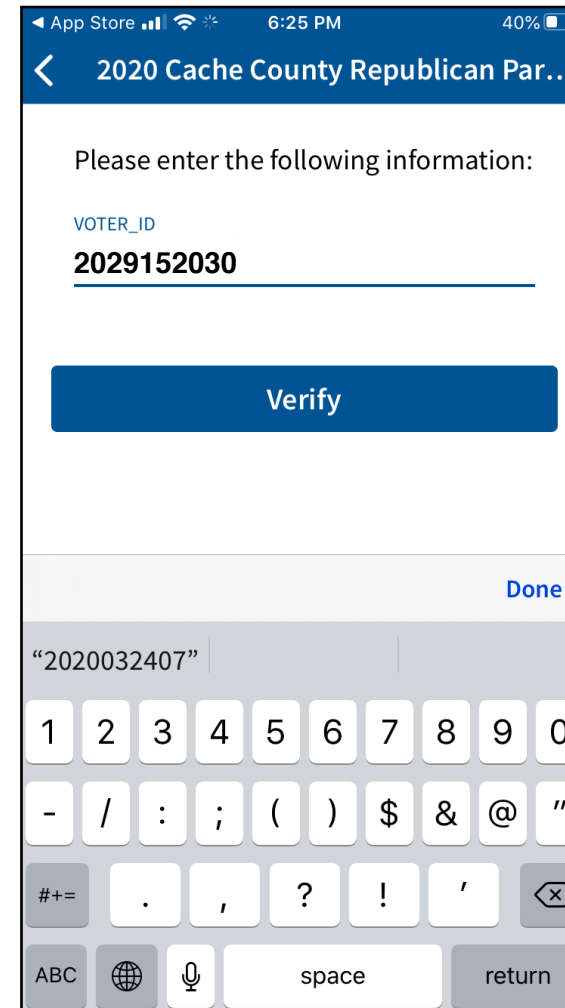 ◀ App Store 6:25 PM 40%
2020 Cache County Republican Par...
Please enter the following information:
VOTER_ID
2029152030
Verify
Done
“2020032407”
1 2 3 4 5 6 7 8 9 0
- / : ; ( ) $ & @ "
#+= . , ? ! ’
ABC space return